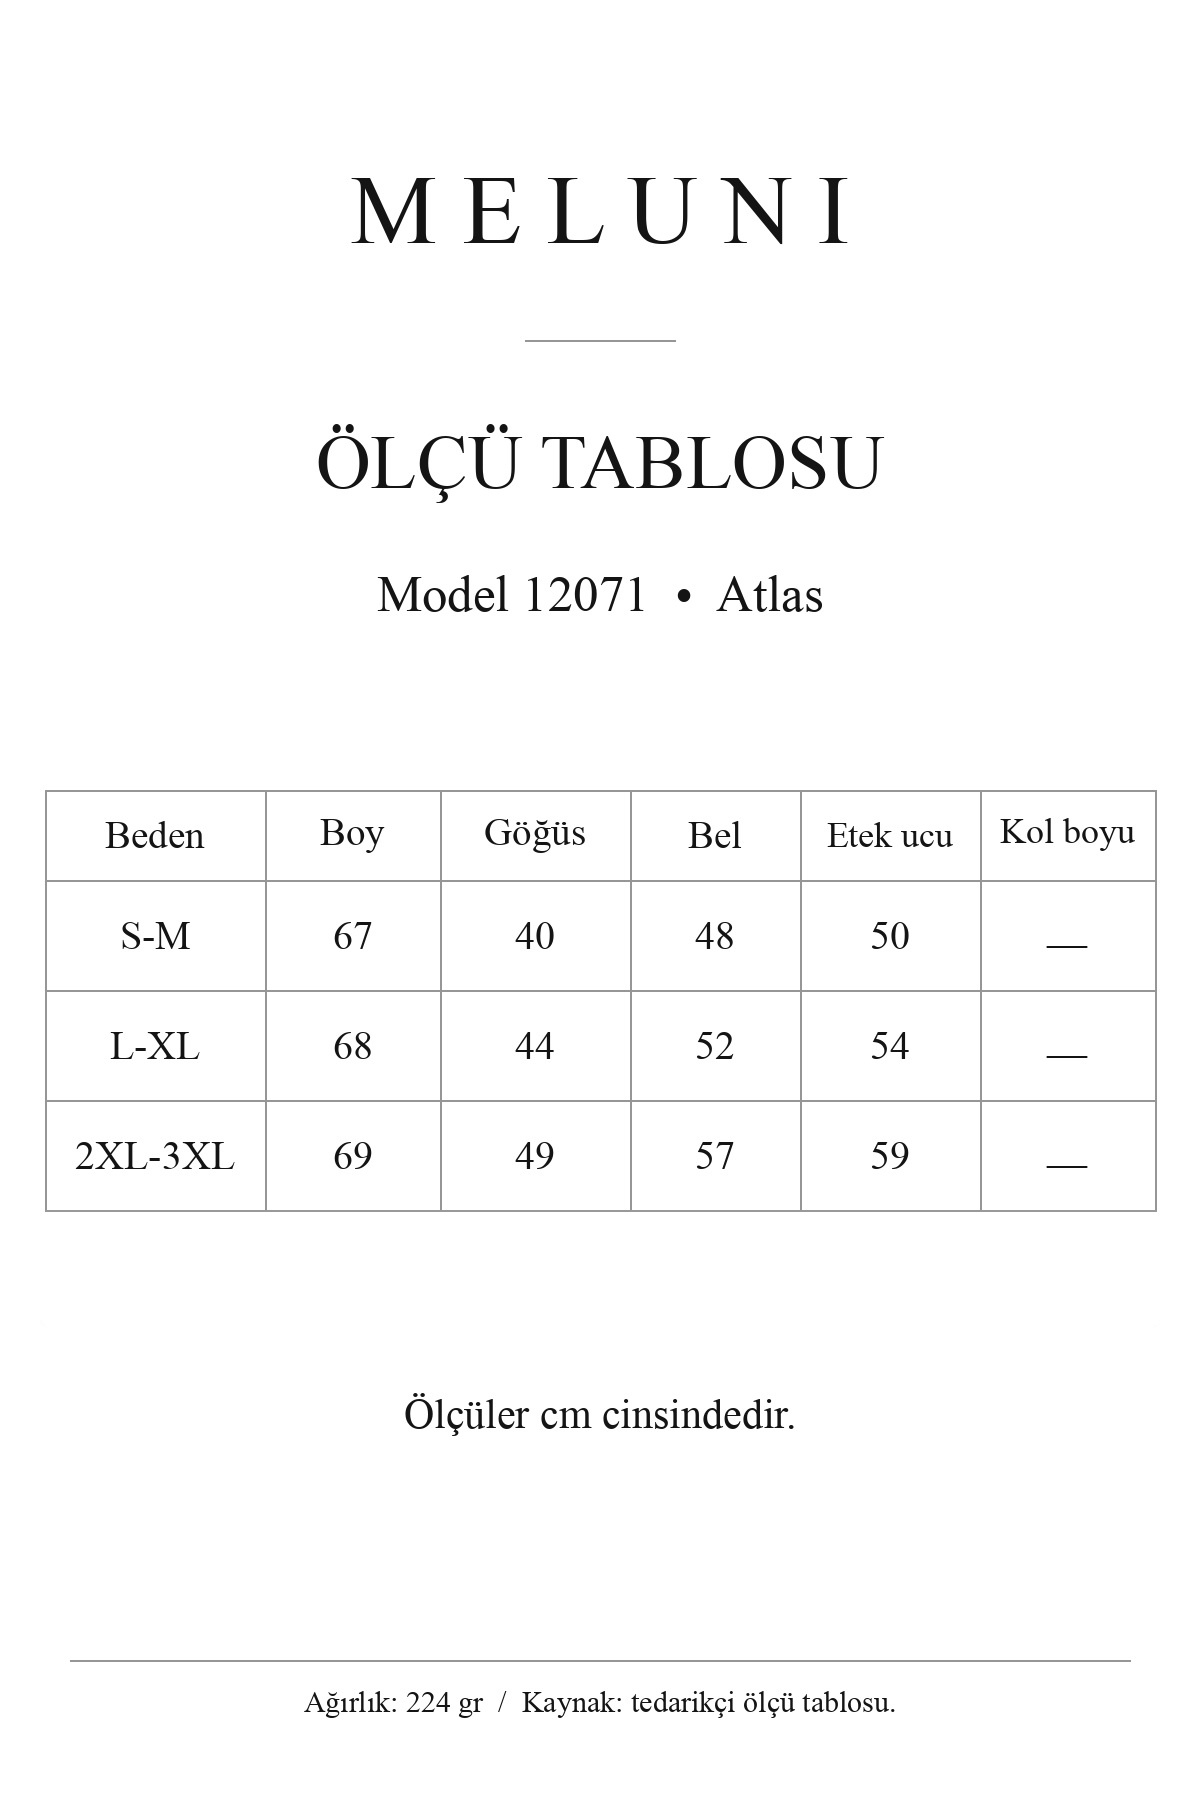 MELUNI
ÖLÇÜ TABLOSU
Model 12071 • Atlas
Beden Boy Göğüs Bel Etek ucu Kol boyu
S-M 67 40 48 50 —
L-XL 68 44 52 54 —
2XL-3XL 69 49 57 59 —
Ölçüler cm cinsindedir.
Ağırlık: 224 gr / Kaynak: tedarikçi ölçü tablosu.